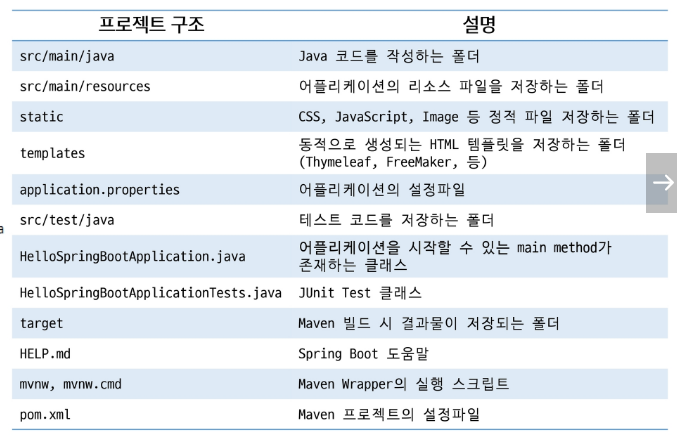 프로젝트 구조 설명
src/main/java Java 코드를 작성하는 폴더
src/main/resources 어플리케이션의 리소스 파일을 저장하는 폴더
static CSS, JavaScript, Image 등 정적 파일 저장하는 폴더
templates 동적으로 생성되는 HTML 템플릿을 저장하는 폴더
(Thymeleaf, FreeMaker, 등)
application.properties 어플리케이션의 설정파일
src/test/java 테스트 코드를 저장하는 폴더
a
HelloSpringBootApplication.java 어플리케이션을 시작할 수 있는 main method가
존재하는 클래스
HelloSpringBootApplicationTests.java JUnit Test 클래스
target Maven 빌드 시 결과물이 저장되는 폴더
HELP.md Spring Boot 도움말
mvnw, mvnw.cmd Maven Wrapper의 실행 스크립트
pom.xml Maven 프로젝트의 설정파일